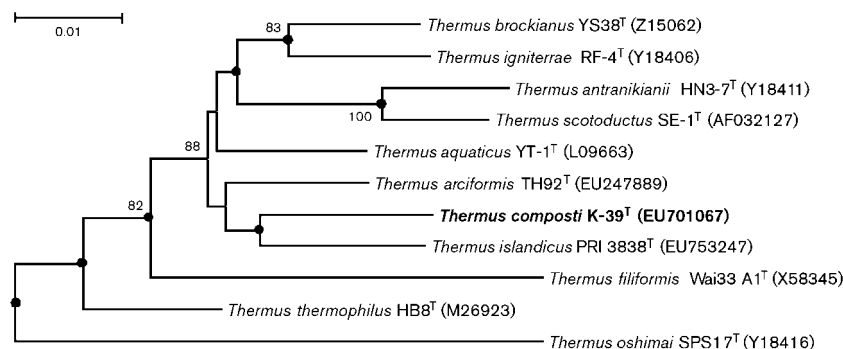 83
Thermus brockianus YS38ᵀ (Z15062)
0.01
Thermus igniterrae RF-4ᵀ (Y18406)
Thermus antranikianii HN3-7ᵀ (Y18411)
100
Thermus scotoductus SE-1ᵀ (AF032127)
88
Thermus aquaticus YT-1ᵀ (L09663)
Thermus arciformis TH92ᵀ (EU247889)
82
Thermus composti K-39ᵀ (EU701067)
Thermus islandicus PRI 3838ᵀ (EU753247)
Thermus filiformis Wai33 A1ᵀ (X58345)
Thermus thermophilus HB8ᵀ (M26923)
Thermus oshimai SPS17ᵀ (Y18416)